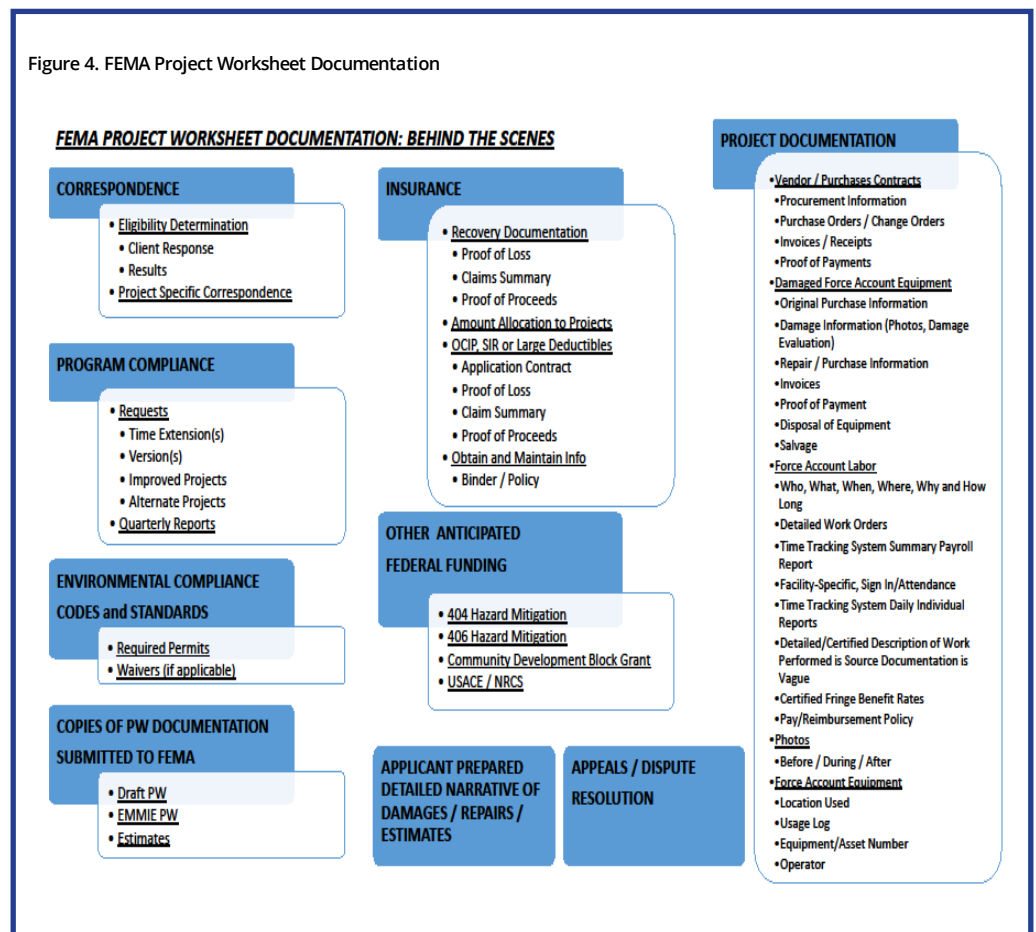 Figure 4. FEMA Project Worksheet Documentation
FEMA PROJECT WORKSHEET DOCUMENTATION: BEHIND THE SCENES
CORRESPONDENCE
• Eligibility Determination
• Client Response
• Results
• Project Specific Correspondence
PROGRAM COMPLIANCE
• Requests
• Time Extension(s)
• Version(s)
• Improved Projects
• Alternate Projects
• Quarterly Reports
ENVIRONMENTAL COMPLIANCE
CODES and STANDARDS
• Required Permits
• Waivers (if applicable)
COPIES OF PW DOCUMENTATION
SUBMITTED TO FEMA
• Draft PW
• EMMIE PW
• Estimates
INSURANCE
• Recovery Documentation
• Proof of Loss
• Claims Summary
• Proof of Proceeds
• Amount Allocation to Projects
• OCIP, SIR or Large Deductibles
• Application Contract
• Proof of Loss
• Claim Summary
• Proof of Proceeds
• Obtain and Maintain Info
• Binder / Policy
OTHER ANTICIPATED
FEDERAL FUNDING
• 404 Hazard Mitigation
• 406 Hazard Mitigation
• Community Development Block Grant
• USACE / NRCS
APPLICANT PREPARED
DETAILED NARRATIVE OF
DAMAGES / REPAIRS /
ESTIMATES
APPEALS / DISPUTE
RESOLUTION
PROJECT DOCUMENTATION
•Vendor / Purchases Contracts
•Procurement Information
•Purchase Orders / Change Orders
•Invoices / Receipts
•Proof of Payments
•Damaged Force Account Equipment
•Original Purchase Information
•Damage Information (Photos, Damage
Evaluation)
•Repair / Purchase Information
•Invoices
•Proof of Payment
•Disposal of Equipment
•Salvage
•Force Account Labor
•Who, What, When, Where, Why and How
Long
•Detailed Work Orders
•Time Tracking System Summary Payroll
Report
•Facility-Specific, Sign In/Attendance
•Time Tracking System Daily Individual
Reports
•Detailed/Certified Description of Work
Performed is Source Documentation is
Vague
•Certified Fringe Benefit Rates
•Pay/Reimbursement Policy
•Photos
•Before / During / After
•Force Account Equipment
•Location Used
•Usage Log
•Equipment/Asset Number
•Operator